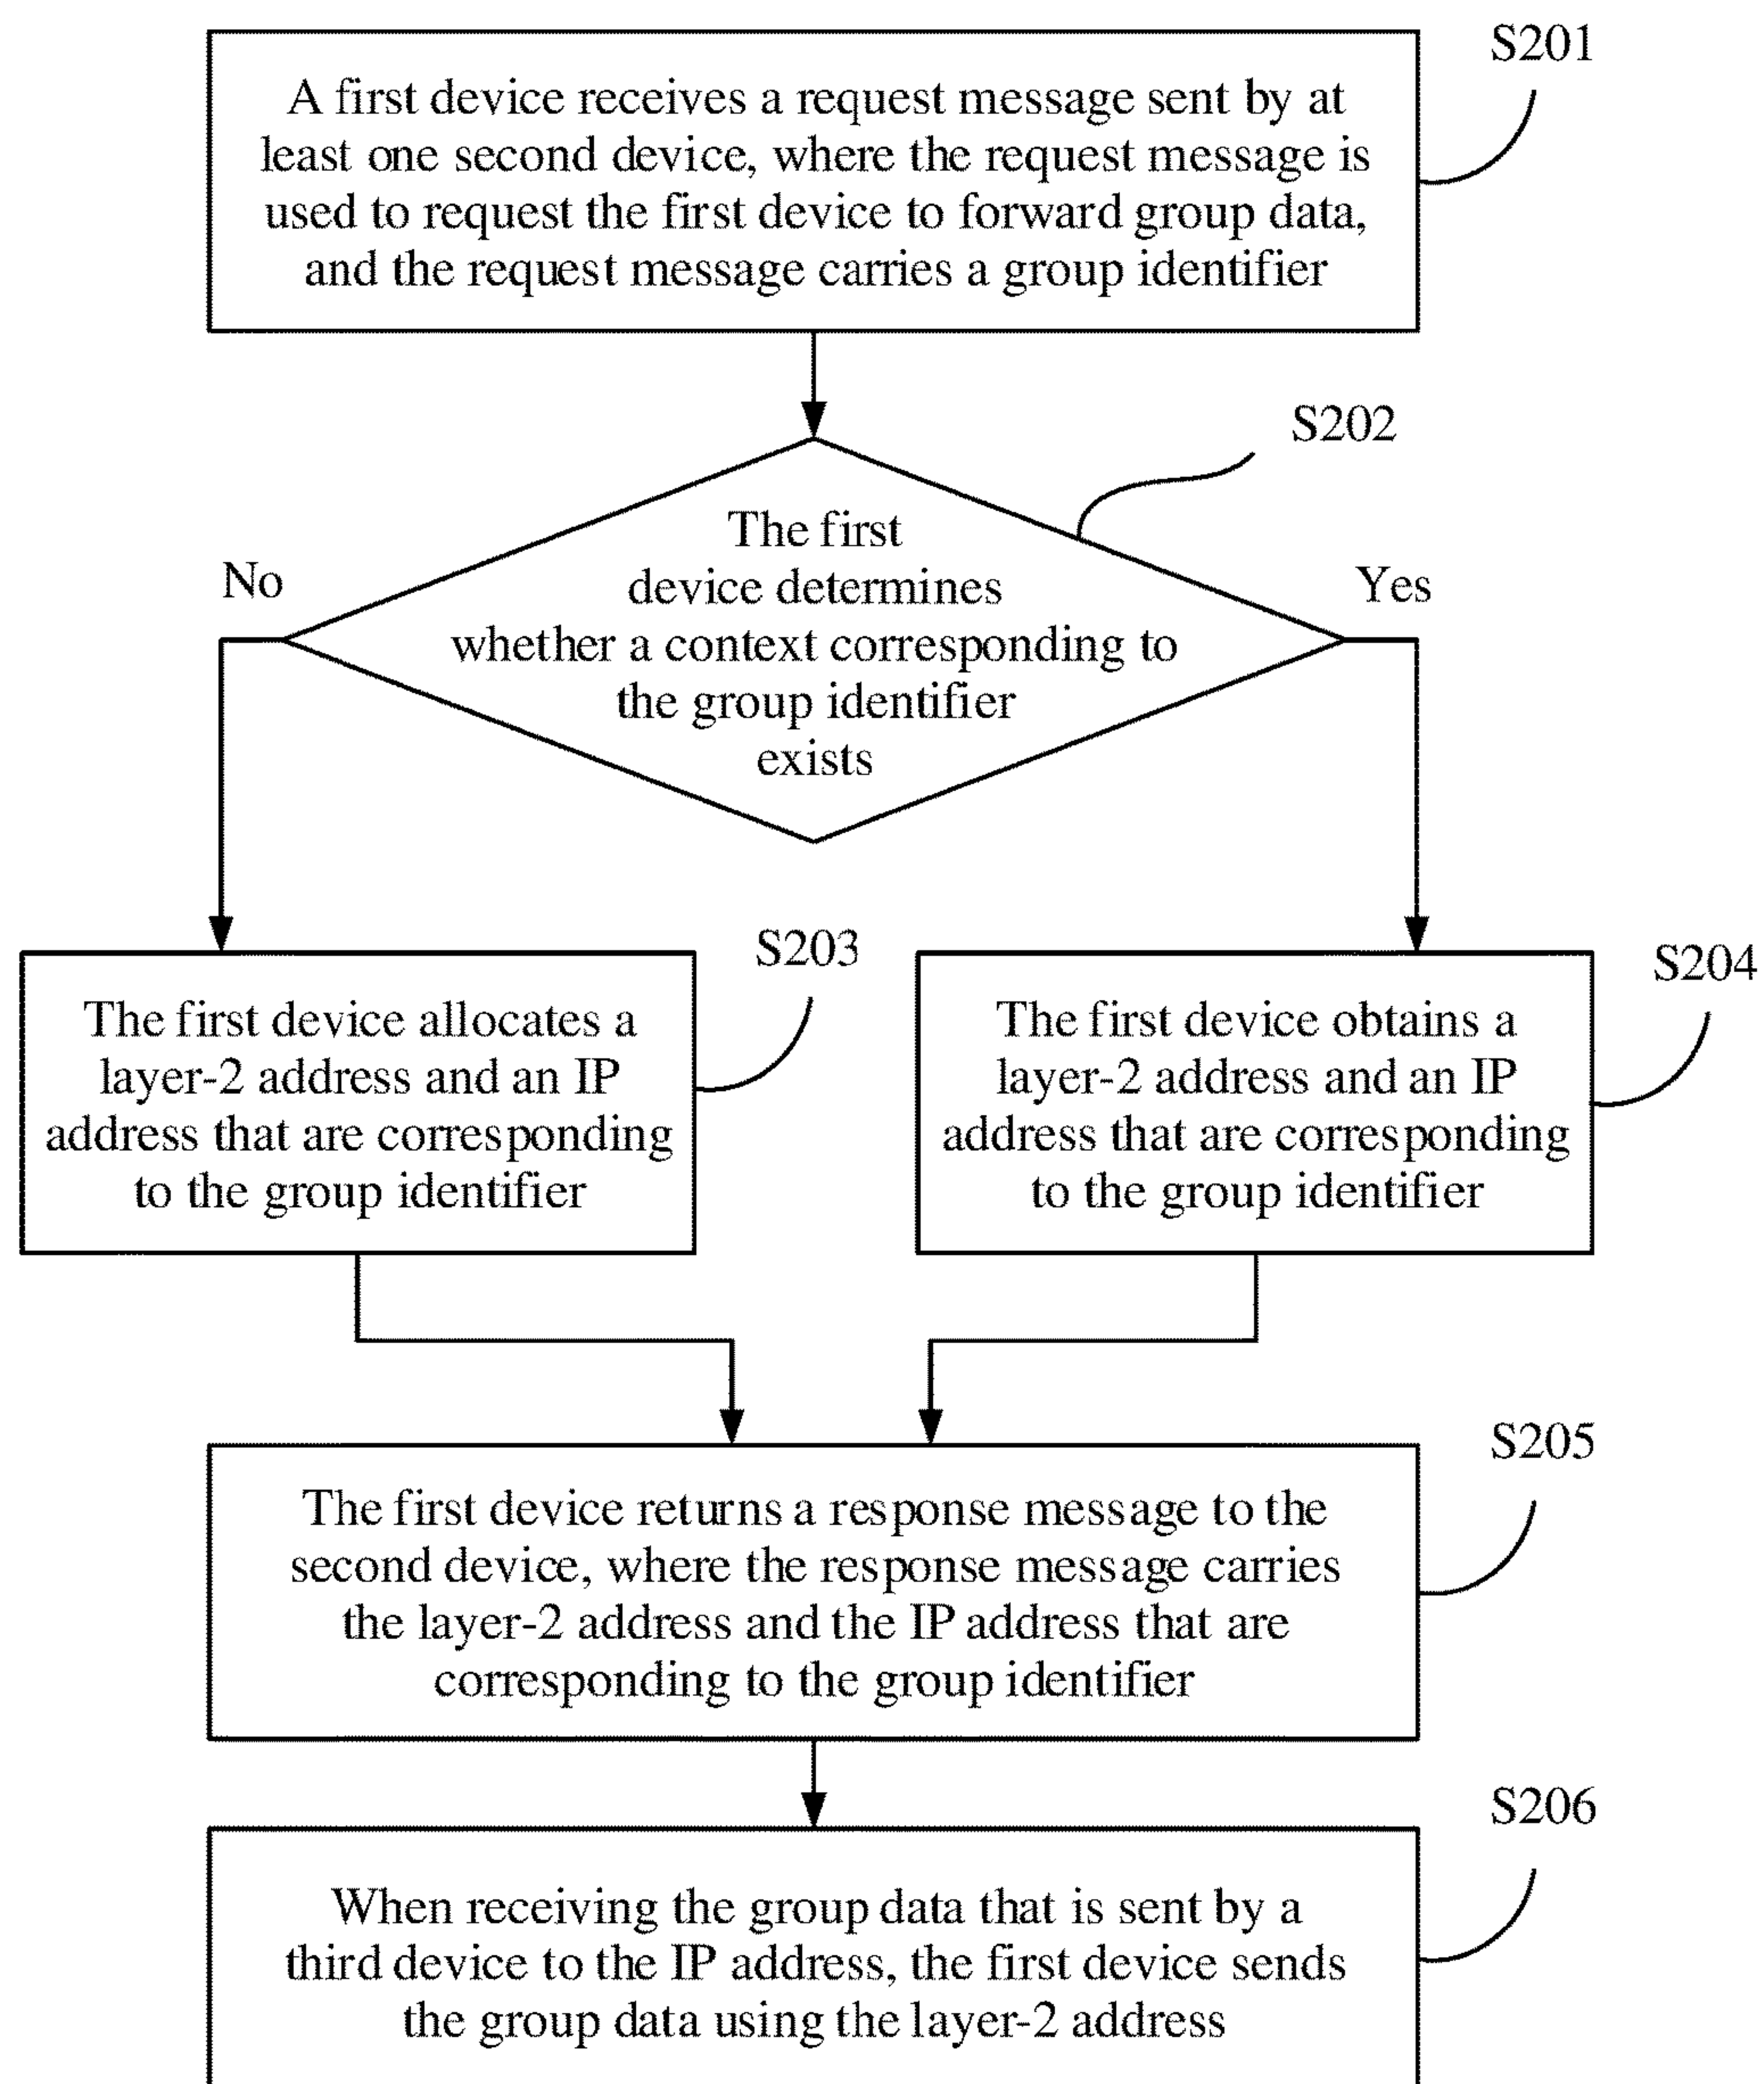 S201
A first device receives a request message sent by at
least one second device, where the request message is
used to request the first device to forward group data,
and the request message carries a group identifier
S202
The first
device determines
whether a context corresponding to
the group identifier
exists
No
Yes
S203
The first device allocates a
layer-2 address and an IP
address that are corresponding
to the group identifier
S204
The first device obtains a
layer-2 address and an IP
address that are corresponding
to the group identifier
S205
The first device returns a response message to the
second device, where the response message carries
the layer-2 address and the IP address that are
corresponding to the group identifier
S206
When receiving the group data that is sent by a
third device to the IP address, the first device sends
the group data using the layer-2 address